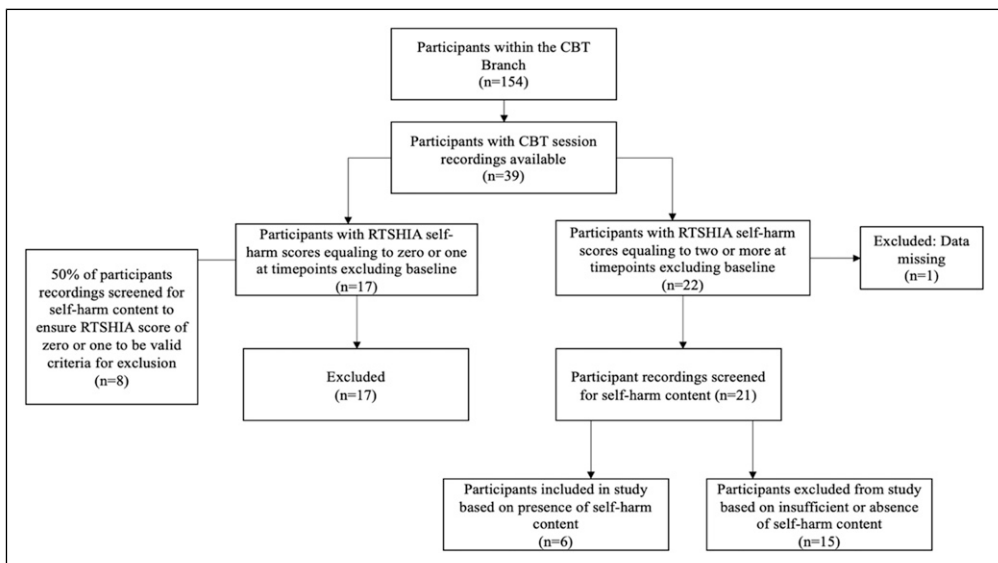 Participants within the CBT
Branch
(n=154)
Participants with CBT session
recordings available
(n=39)
Participants with RTSHIA self-
harm scores equaling to zero or one
at timepoints excluding baseline
(n=17)
Participants with RTSHIA self-harm
scores equaling to two or more at
timepoints excluding baseline
(n=22)
Excluded: Data
missing
(n=1)
50% of participants
recordings screened for
self-harm content to
ensure RTSHIA score of
zero or one to be valid
criteria for exclusion
(n=8)
Excluded
(n=17)
Participant recordings screened
for self-harm content (n=21)
Participants included in study
based on presence of self-harm
content
(n=6)
Participants excluded from study
based on insufficient or absence
of self-harm content
(n=15)